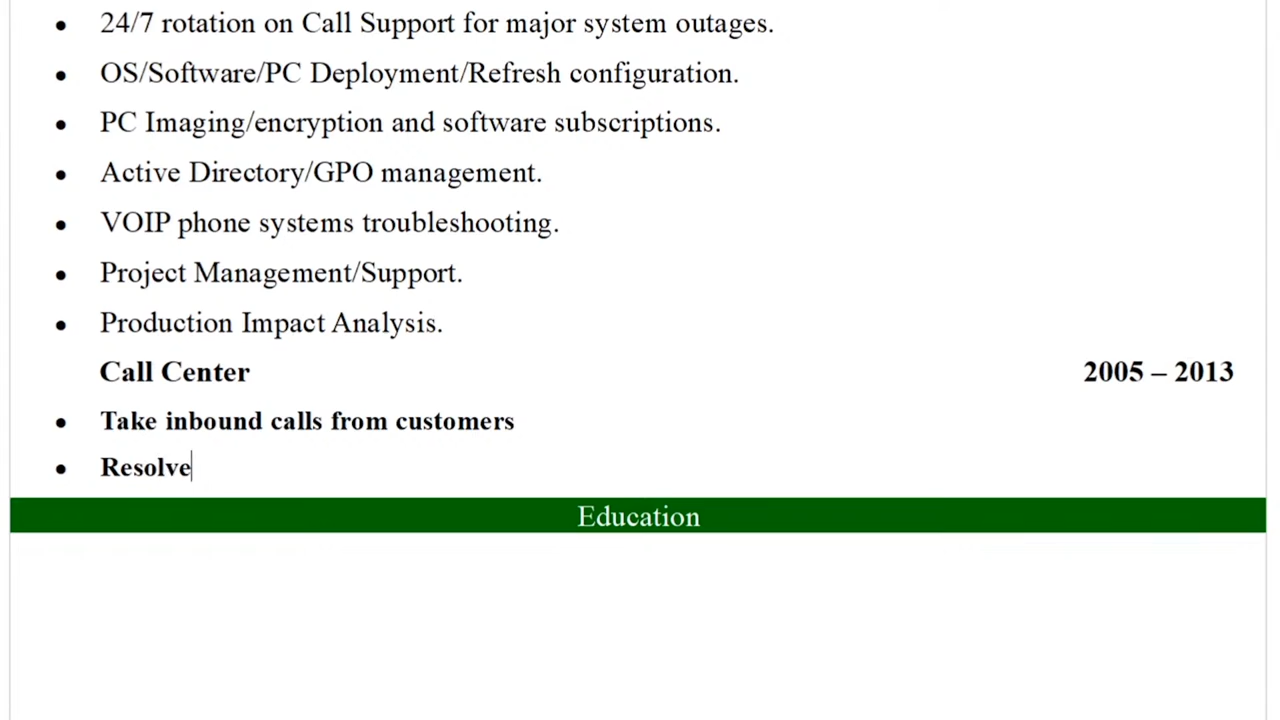 • 24/7 rotation on Call Support for major system outages.
• OS/Software/PC Deployment/Refresh configuration.
• PC Imaging/encryption and software subscriptions.
• Active Directory/GPO management.
• VOIP phone systems troubleshooting.
• Project Management/Support.
• Production Impact Analysis.
Call Center 2005 – 2013
• Take inbound calls from customers
• Resolve
Education